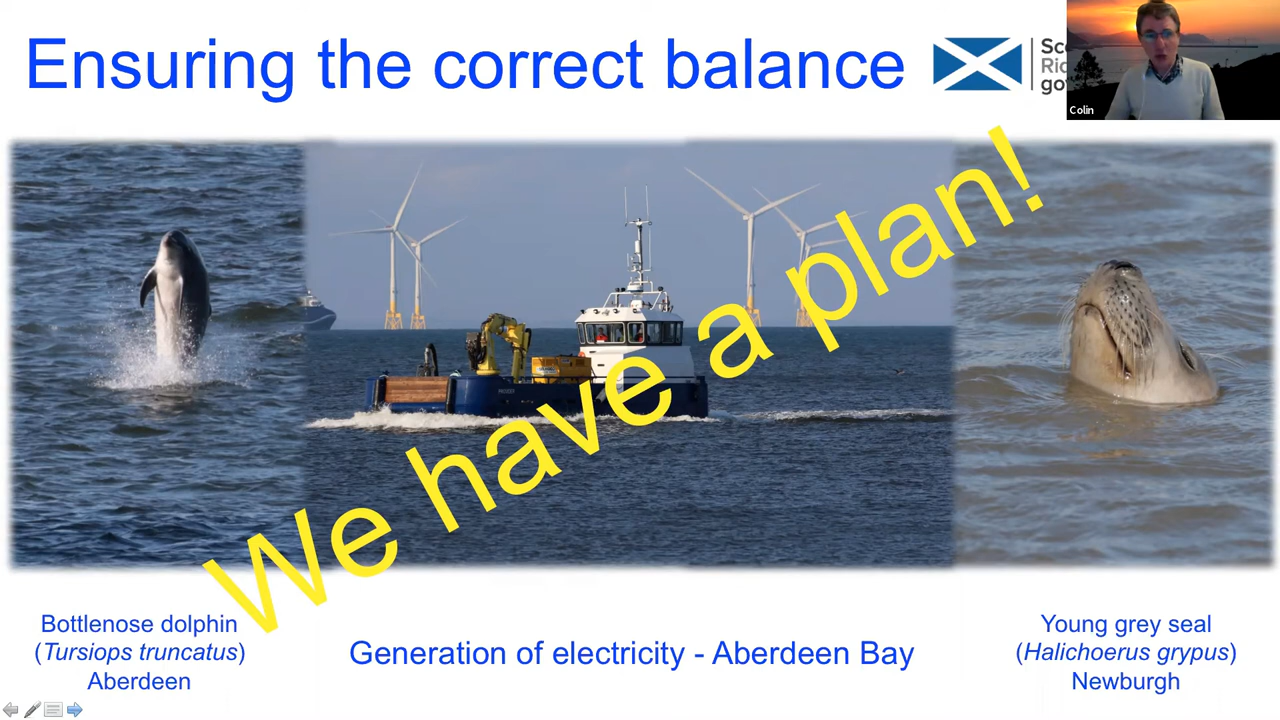 Ensuring the correct balance
Colin
We have a plan!
Bottlenose dolphin
(Tursiops truncatus)
Aberdeen
Generation of electricity - Aberdeen Bay
Young grey seal
(Halichoerus grypus)
Newburgh